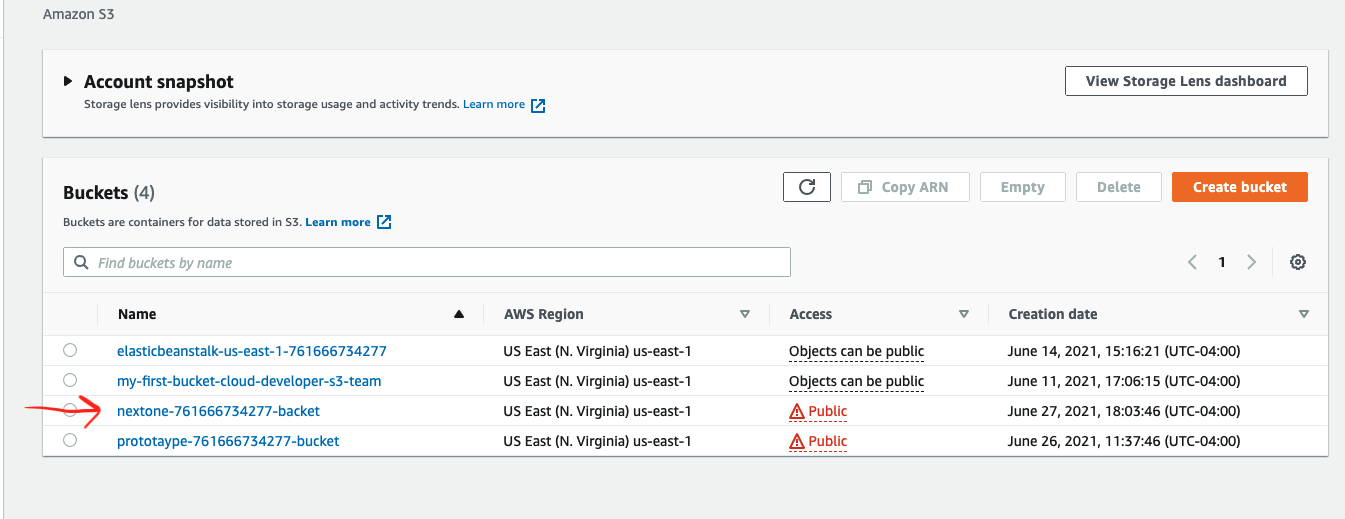 Amazon S3
Account snapshot
View Storage Lens dashboard
Storage lens provides visibility into storage usage and activity trends. Learn more
Buckets (4)
Copy ARN Empty Delete Create bucket
Buckets are containers for data stored in S3. Learn more
Find buckets by name
1
Name AWS Region Access Creation date
elasticbeanstalk-us-east-1-761666734277 US East (N. Virginia) us-east-1 Objects can be public June 14, 2021, 15:16:21 (UTC-04:00)
my-first-bucket-cloud-developer-s3-team US East (N. Virginia) us-east-1 Objects can be public June 11, 2021, 17:06:15 (UTC-04:00)
nextone-761666734277-backet US East (N. Virginia) us-east-1 Public June 27, 2021, 18:03:46 (UTC-04:00)
prototaype-761666734277-bucket US East (N. Virginia) us-east-1 Public June 26, 2021, 11:37:46 (UTC-04:00)